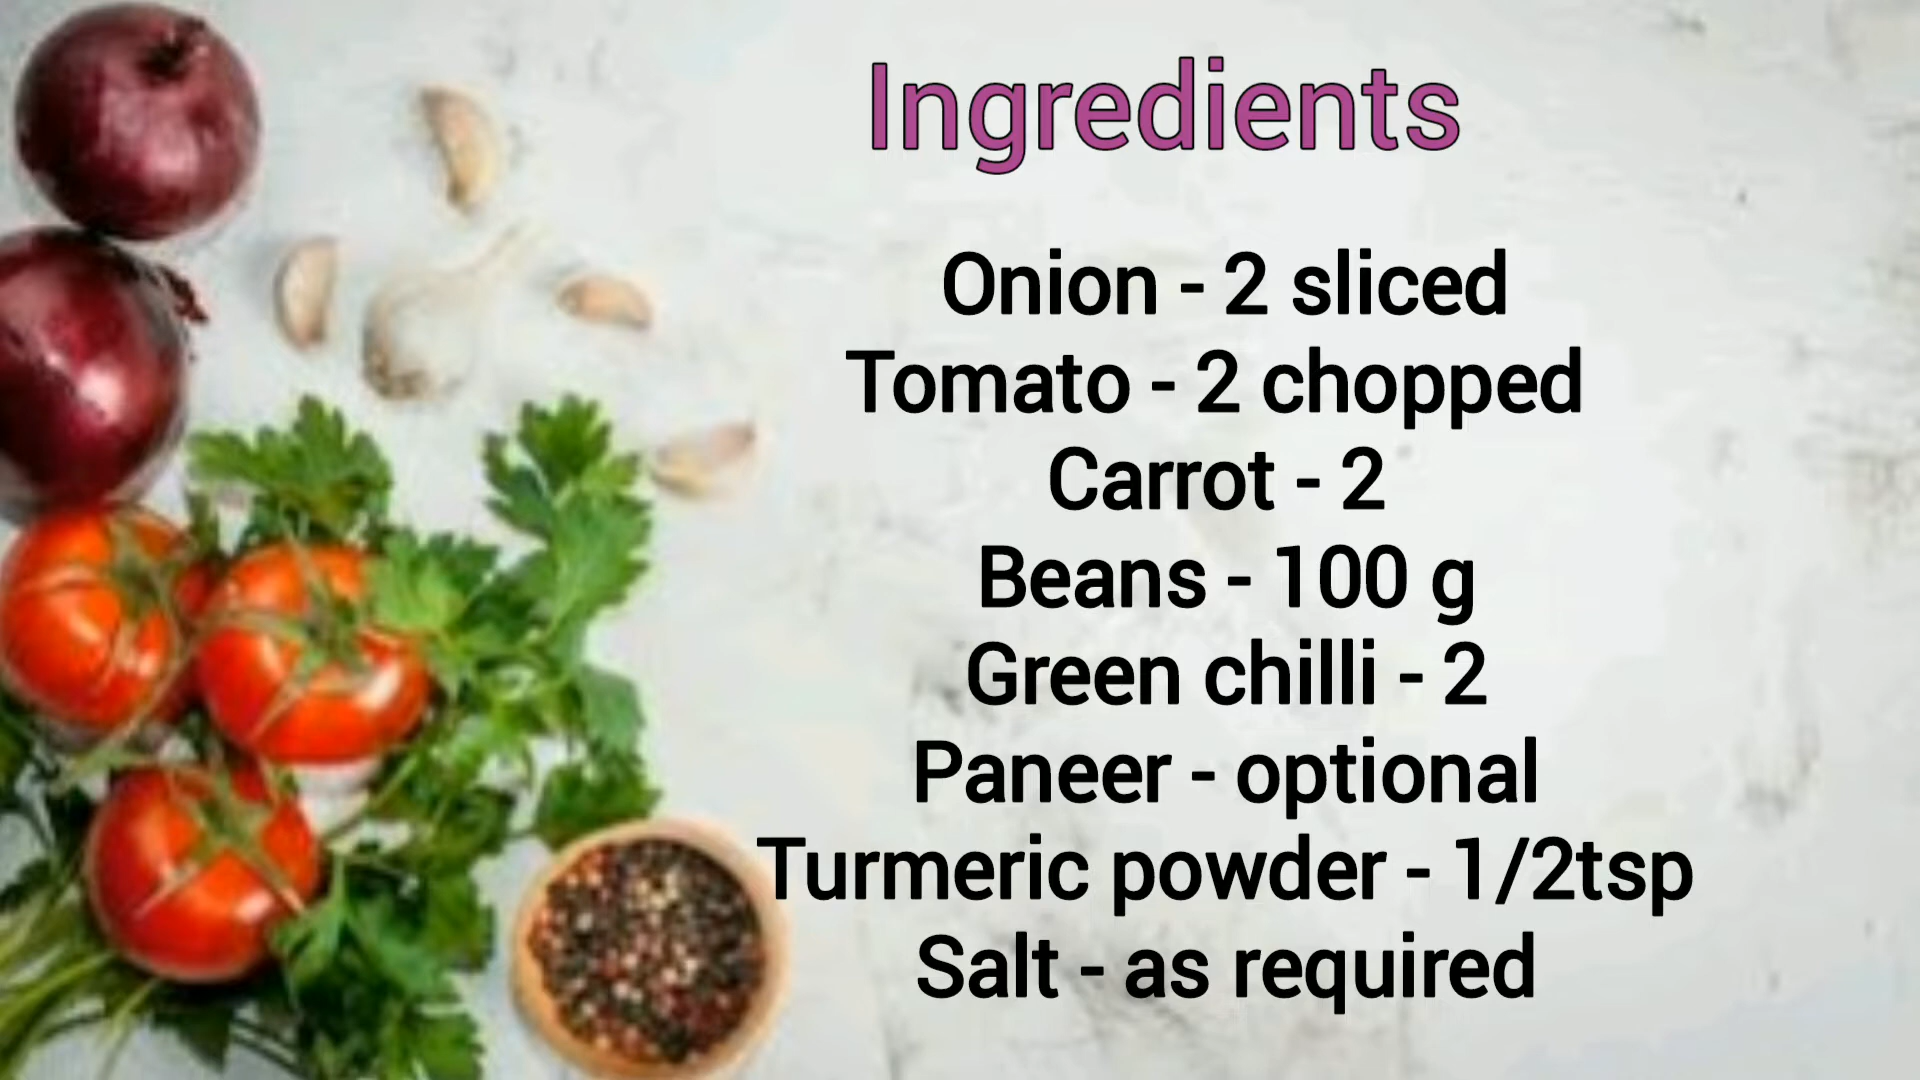 Ingredients
Onion - 2 sliced
Tomato - 2 chopped
Carrot - 2
Beans - 100 g
Green chilli - 2
Paneer - optional
Turmeric powder - 1/2tsp
Salt - as required